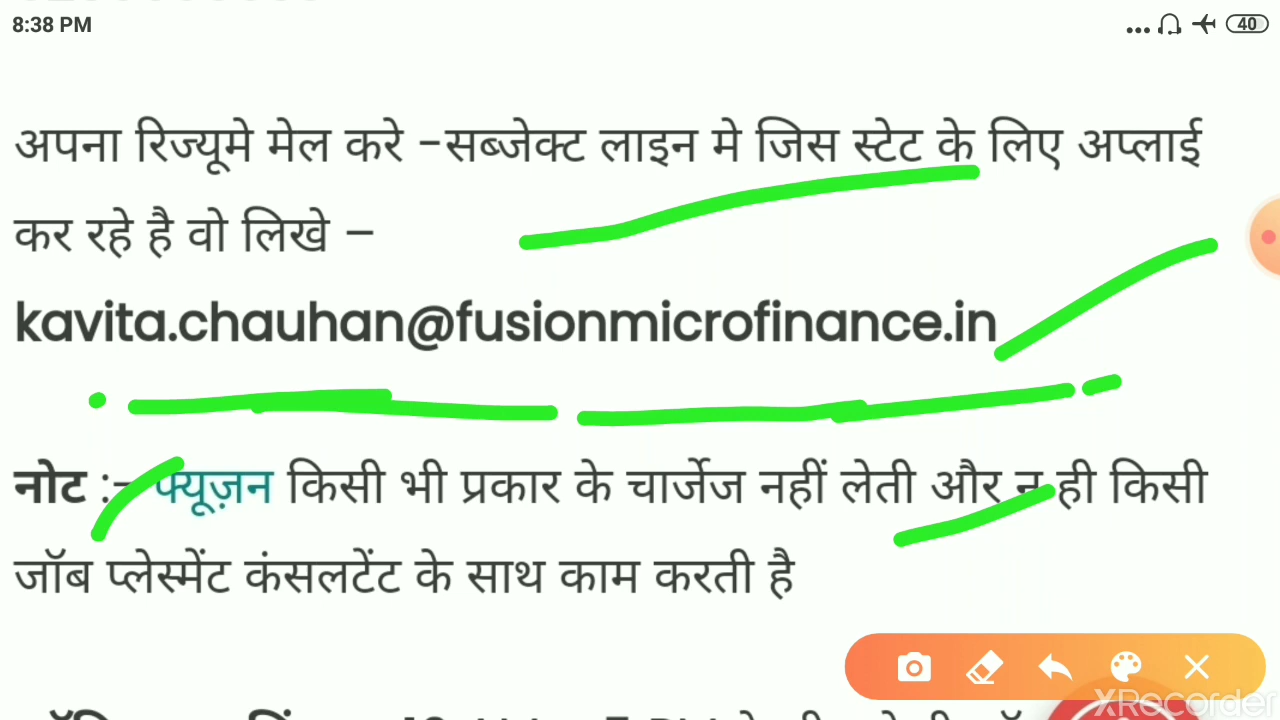 8:38 PM
40
अपना रिज्यूमे मेल करे –सब्जेक्ट लाइन मे जिस स्टेट के लिए अप्लाई
कर रहे है वो लिखे –
kavita.chauhan@fusionmicrofinance.in
नोट :– फ्यूज़न किसी भी प्रकार के चार्जेज नहीं लेती और न ही किसी
जॉब प्लेस्मेंट कंसलटेंट के साथ काम करती है
XRecorder